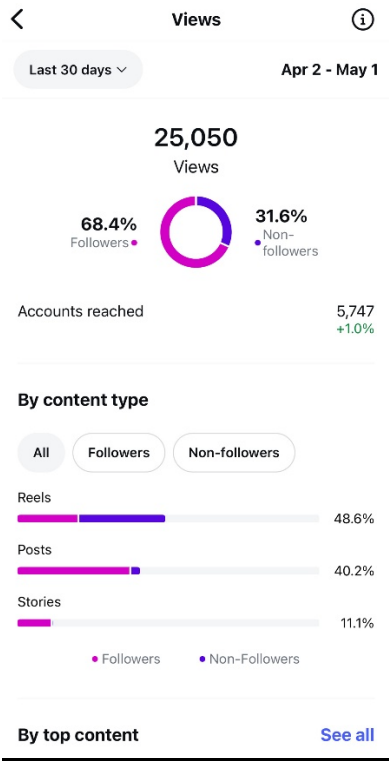 Views
Last 30 days
Apr 2 - May 1
25,050
Views
68.4%
Followers
31.6%
Non-
followers
Accounts reached
5,747
+1.0%
By content type
All
Followers
Non-followers
Reels
48.6%
Posts
40.2%
Stories
11.1%
Followers
Non-Followers
By top content
See all